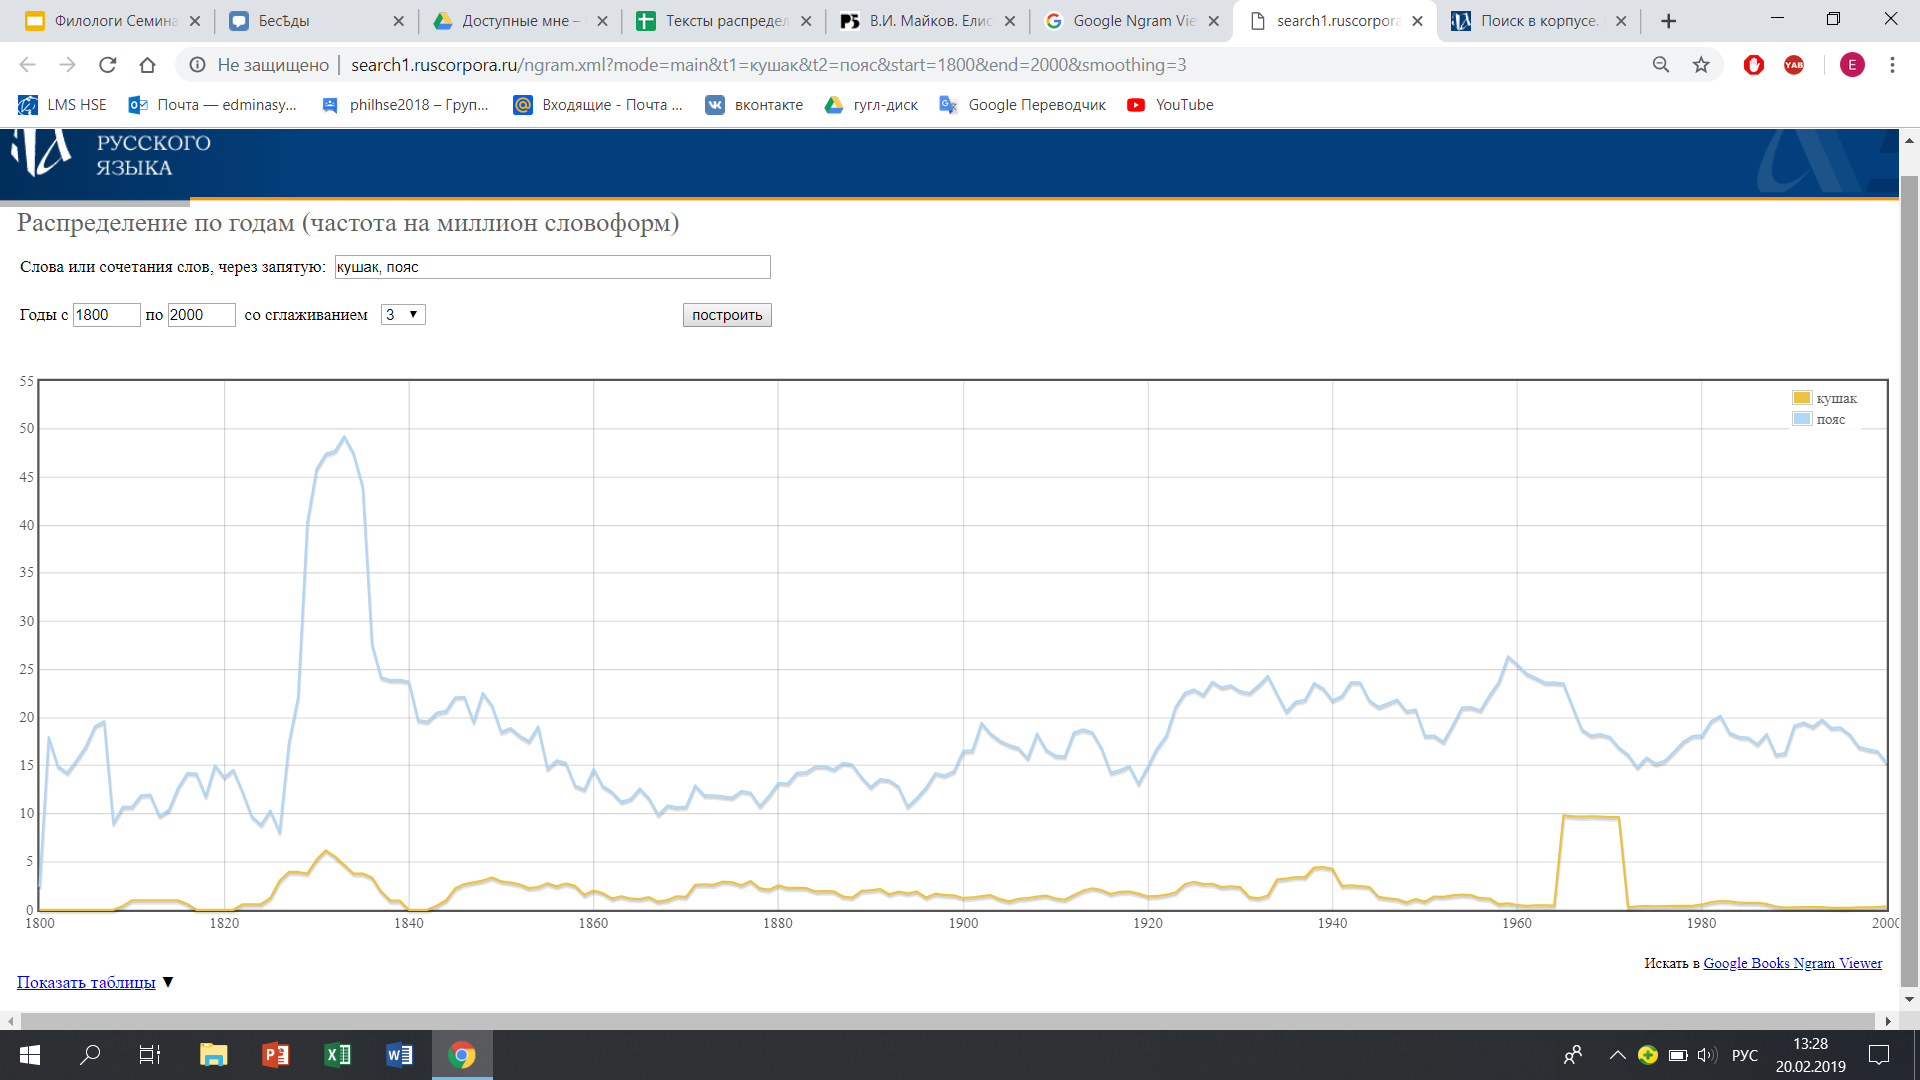 Филологи Семина
БесѢды
Доступные мне –
Тексты распредел
В.И. Майков. Елис
Google Ngram Vie
search1.ruscorpora
Поиск в корпусе.
Не защищено | search1.ruscorpora.ru/ngram.xml?mode=main&t1=кушак&t2=пояс&start=1800&end=2000&smoothing=3
LMS HSE
Почта — edminasy...
philhse2018 – Груп...
Входящие - Почта ...
вконтакте
гугл-диск
Google Переводчик
YouTube
РУССКОГО
ЯЗЫКА
Распределение по годам (частота на миллион словоформ)
Слова или сочетания слов, через запятую: кушак, пояс
Годы с 1800 по 2000 со сглаживанием 3 построить
55
50
45
40
35
30
25
20
15
10
5
0
кушак
пояс
1800 1820 1840 1860 1880 1900 1920 1940 1960 1980 2000
Искать в Google Books Ngram Viewer
Показать таблицы ▼
РУС
13:28
20.02.2019